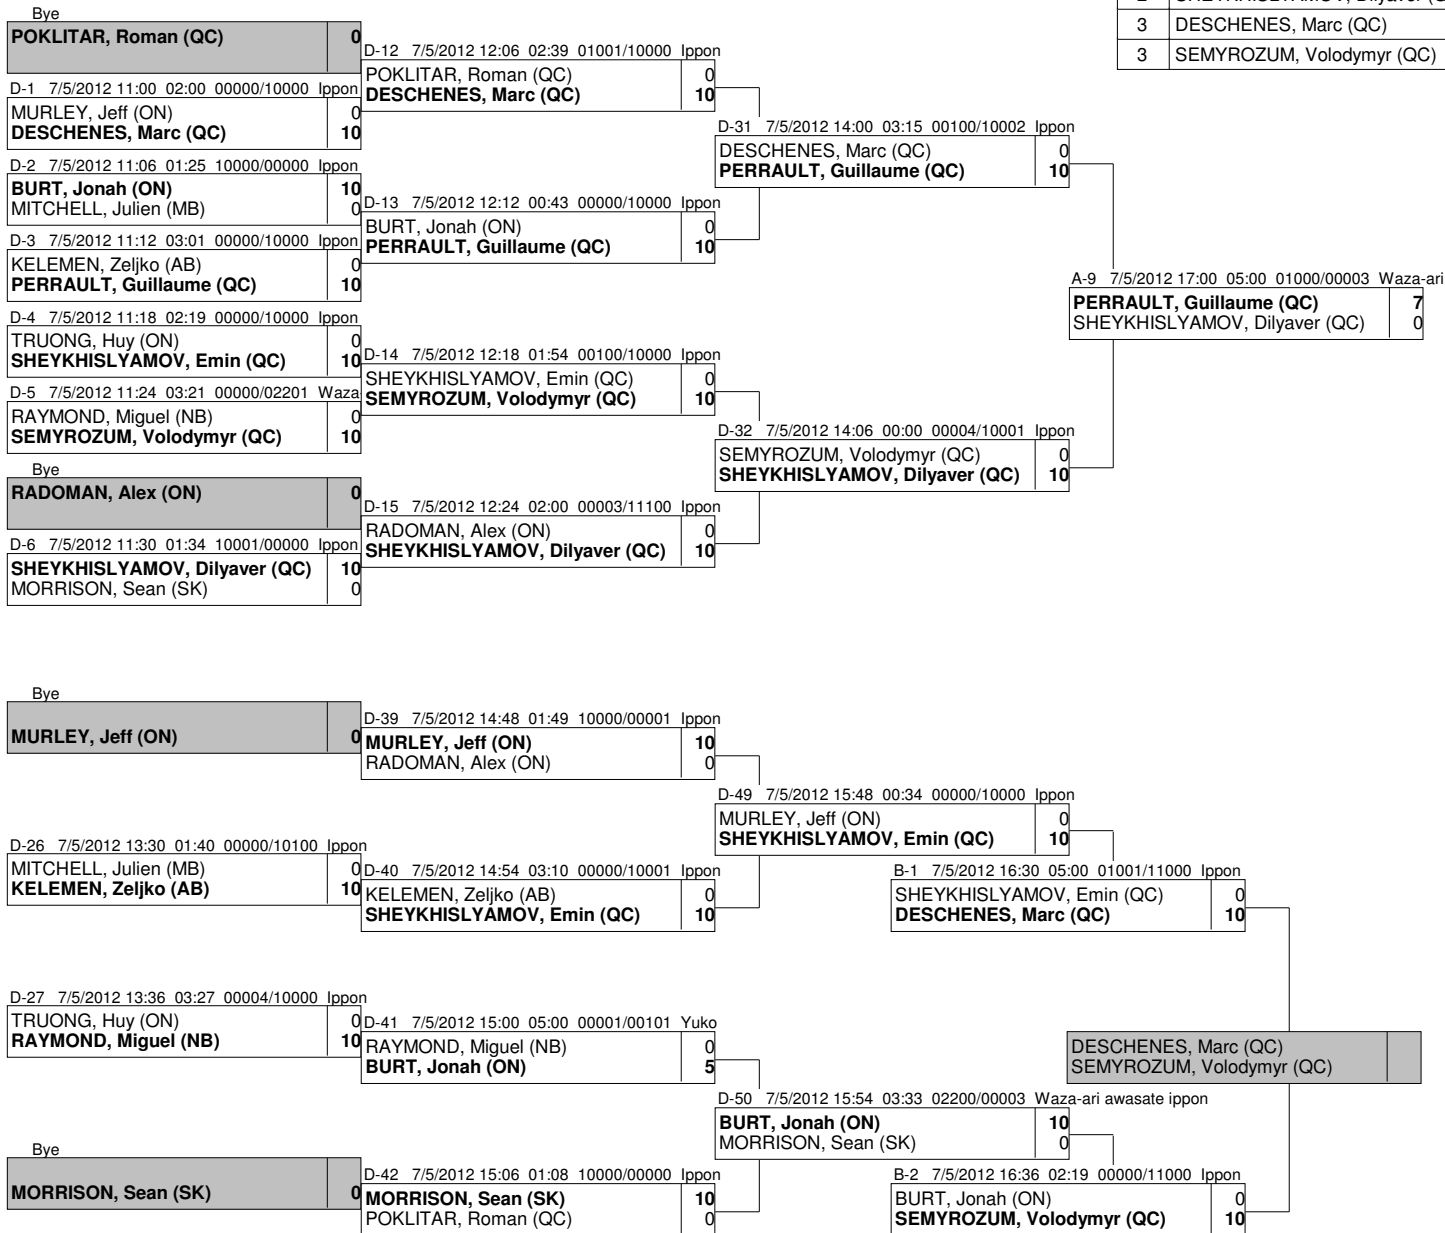 3 DESCHENES, Marc (QC)
3 SEMYROZUM, Volodymyr (QC)
Bye
POKLITAR, Roman (QC) 0
D-1 7/5/2012 11:00 02:00 00000/10000 Ippon
MURLEY, Jeff (ON) 0
DESCHENES, Marc (QC) 10
D-2 7/5/2012 11:06 01:25 10000/00000 Ippon
BURT, Jonah (ON) 10
MITCHELL, Julien (MB) 0
D-3 7/5/2012 11:12 03:01 00000/10000 Ippon
KELEMEN, Zeljko (AB) 0
PERRAULT, Guillaume (QC) 10
D-4 7/5/2012 11:18 02:19 00000/10000 Ippon
TRUONG, Huy (ON) 0
SHEYKHISLYAMOV, Emin (QC) 10
D-5 7/5/2012 11:24 03:21 00000/02201 Waza-
RAYMOND, Miguel (NB) 0
SEMYROZUM, Volodymyr (QC) 10
Bye
RADOMAN, Alex (ON) 0
D-6 7/5/2012 11:30 01:34 10001/00000 Ippon
SHEYKHISLYAMOV, Dilyaver (QC) 10
MORRISON, Sean (SK) 0
D-12 7/5/2012 12:06 02:39 01001/10000 Ippon
POKLITAR, Roman (QC) 0
DESCHENES, Marc (QC) 10
D-13 7/5/2012 12:12 00:43 00000/10000 Ippon
BURT, Jonah (ON) 0
PERRAULT, Guillaume (QC) 10
D-14 7/5/2012 12:18 01:54 00100/10000 Ippon
SHEYKHISLYAMOV, Emin (QC) 0
SEMYROZUM, Volodymyr (QC) 10
D-15 7/5/2012 12:24 02:00 00003/11100 Ippon
RADOMAN, Alex (ON) 0
SHEYKHISLYAMOV, Dilyaver (QC) 10
D-31 7/5/2012 14:00 03:15 00100/10002 Ippon
DESCHENES, Marc (QC) 0
PERRAULT, Guillaume (QC) 10
D-32 7/5/2012 14:06 00:00 00004/10001 Ippon
SEMYROZUM, Volodymyr (QC) 0
SHEYKHISLYAMOV, Dilyaver (QC) 10
A-9 7/5/2012 17:00 05:00 01000/00003 Waza-ari
PERRAULT, Guillaume (QC) 7
SHEYKHISLYAMOV, Dilyaver (QC) 0
Bye
MURLEY, Jeff (ON) 0
D-26 7/5/2012 13:30 01:40 00000/10100 Ippon
MITCHELL, Julien (MB) 0
KELEMEN, Zeljko (AB) 10
D-27 7/5/2012 13:36 03:27 00004/10000 Ippon
TRUONG, Huy (ON) 0
RAYMOND, Miguel (NB) 10
Bye
MORRISON, Sean (SK) 0
D-39 7/5/2012 14:48 01:49 10000/00001 Ippon
MURLEY, Jeff (ON) 10
RADOMAN, Alex (ON) 0
D-40 7/5/2012 14:54 03:10 00000/10001 Ippon
KELEMEN, Zeljko (AB) 0
SHEYKHISLYAMOV, Emin (QC) 10
D-41 7/5/2012 15:00 05:00 00001/00101 Yuko
RAYMOND, Miguel (NB) 0
BURT, Jonah (ON) 5
D-42 7/5/2012 15:06 01:08 10000/00000 Ippon
MORRISON, Sean (SK) 10
POKLITAR, Roman (QC) 0
D-49 7/5/2012 15:48 00:34 00000/10000 Ippon
MURLEY, Jeff (ON) 0
SHEYKHISLYAMOV, Emin (QC) 10
D-50 7/5/2012 15:54 03:33 02200/00003 Waza-ari awasate ippon
BURT, Jonah (ON) 10
MORRISON, Sean (SK) 0
B-1 7/5/2012 16:30 05:00 01001/11000 Ippon
SHEYKHISLYAMOV, Emin (QC) 0
DESCHENES, Marc (QC) 10
B-2 7/5/2012 16:36 02:19 00000/11000 Ippon
BURT, Jonah (ON) 0
SEMYROZUM, Volodymyr (QC) 10
DESCHENES, Marc (QC)
SEMYROZUM, Volodymyr (QC)